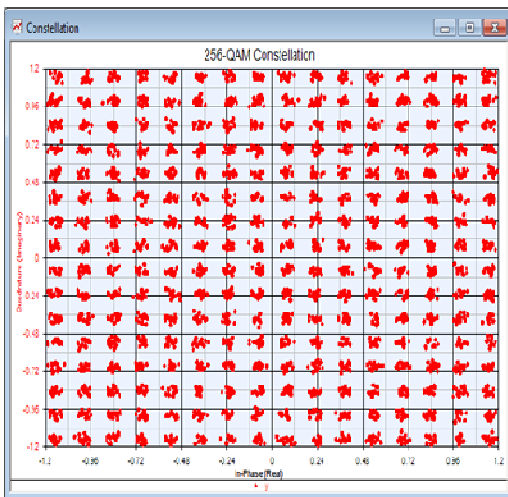 Constellation
256-QAM Constellation
1.2
0.96
0.72
0.48
0.24
0
-0.24
-0.48
-0.72
-0.96
-1.2
Quadrature (Imaginary)
-1.2 -0.96 -0.72 -0.48 -0.24 0 0.24 0.48 0.72 0.96 1.2
In-Phase (Real)
y